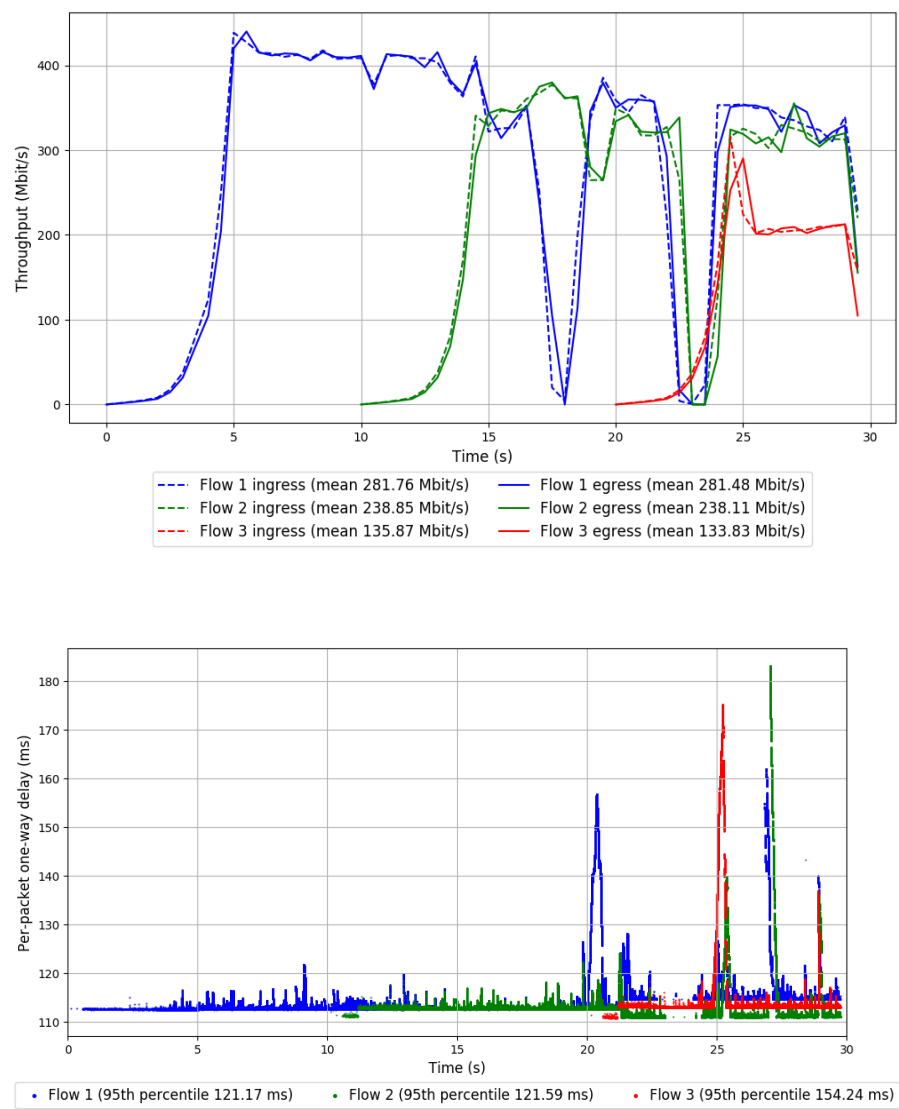 400
300
200
100
0
Throughput (Mbit/s)
0 5 10 15 20 25 30
Time (s)
Flow 1 ingress (mean 281.76 Mbit/s) Flow 1 egress (mean 281.48 Mbit/s)
Flow 2 ingress (mean 238.85 Mbit/s) Flow 2 egress (mean 238.11 Mbit/s)
Flow 3 ingress (mean 135.87 Mbit/s) Flow 3 egress (mean 133.83 Mbit/s)
180
170
160
150
140
130
120
110
Per-packet one-way delay (ms)
0 5 10 15 20 25 30
Time (s)
Flow 1 (95th percentile 121.17 ms) Flow 2 (95th percentile 121.59 ms) Flow 3 (95th percentile 154.24 ms)